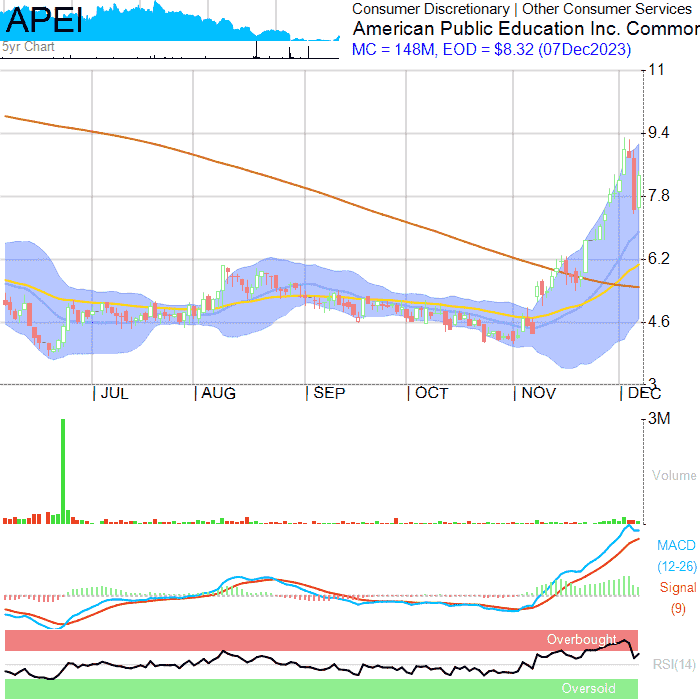 APEI
5yr Chart
Consumer Discretionary | Other Consumer Services
American Public Education Inc. Common
MC = 148M, EOD = $8.32 (07Dec2023)
11
9.4
7.8
6.2
4.6
3
| JUL | AUG | SEP | OCT | NOV | DEC
3M
Volume
MACD
(12-26)
Signal
(9)
Overbought
RSI(14)
Oversold